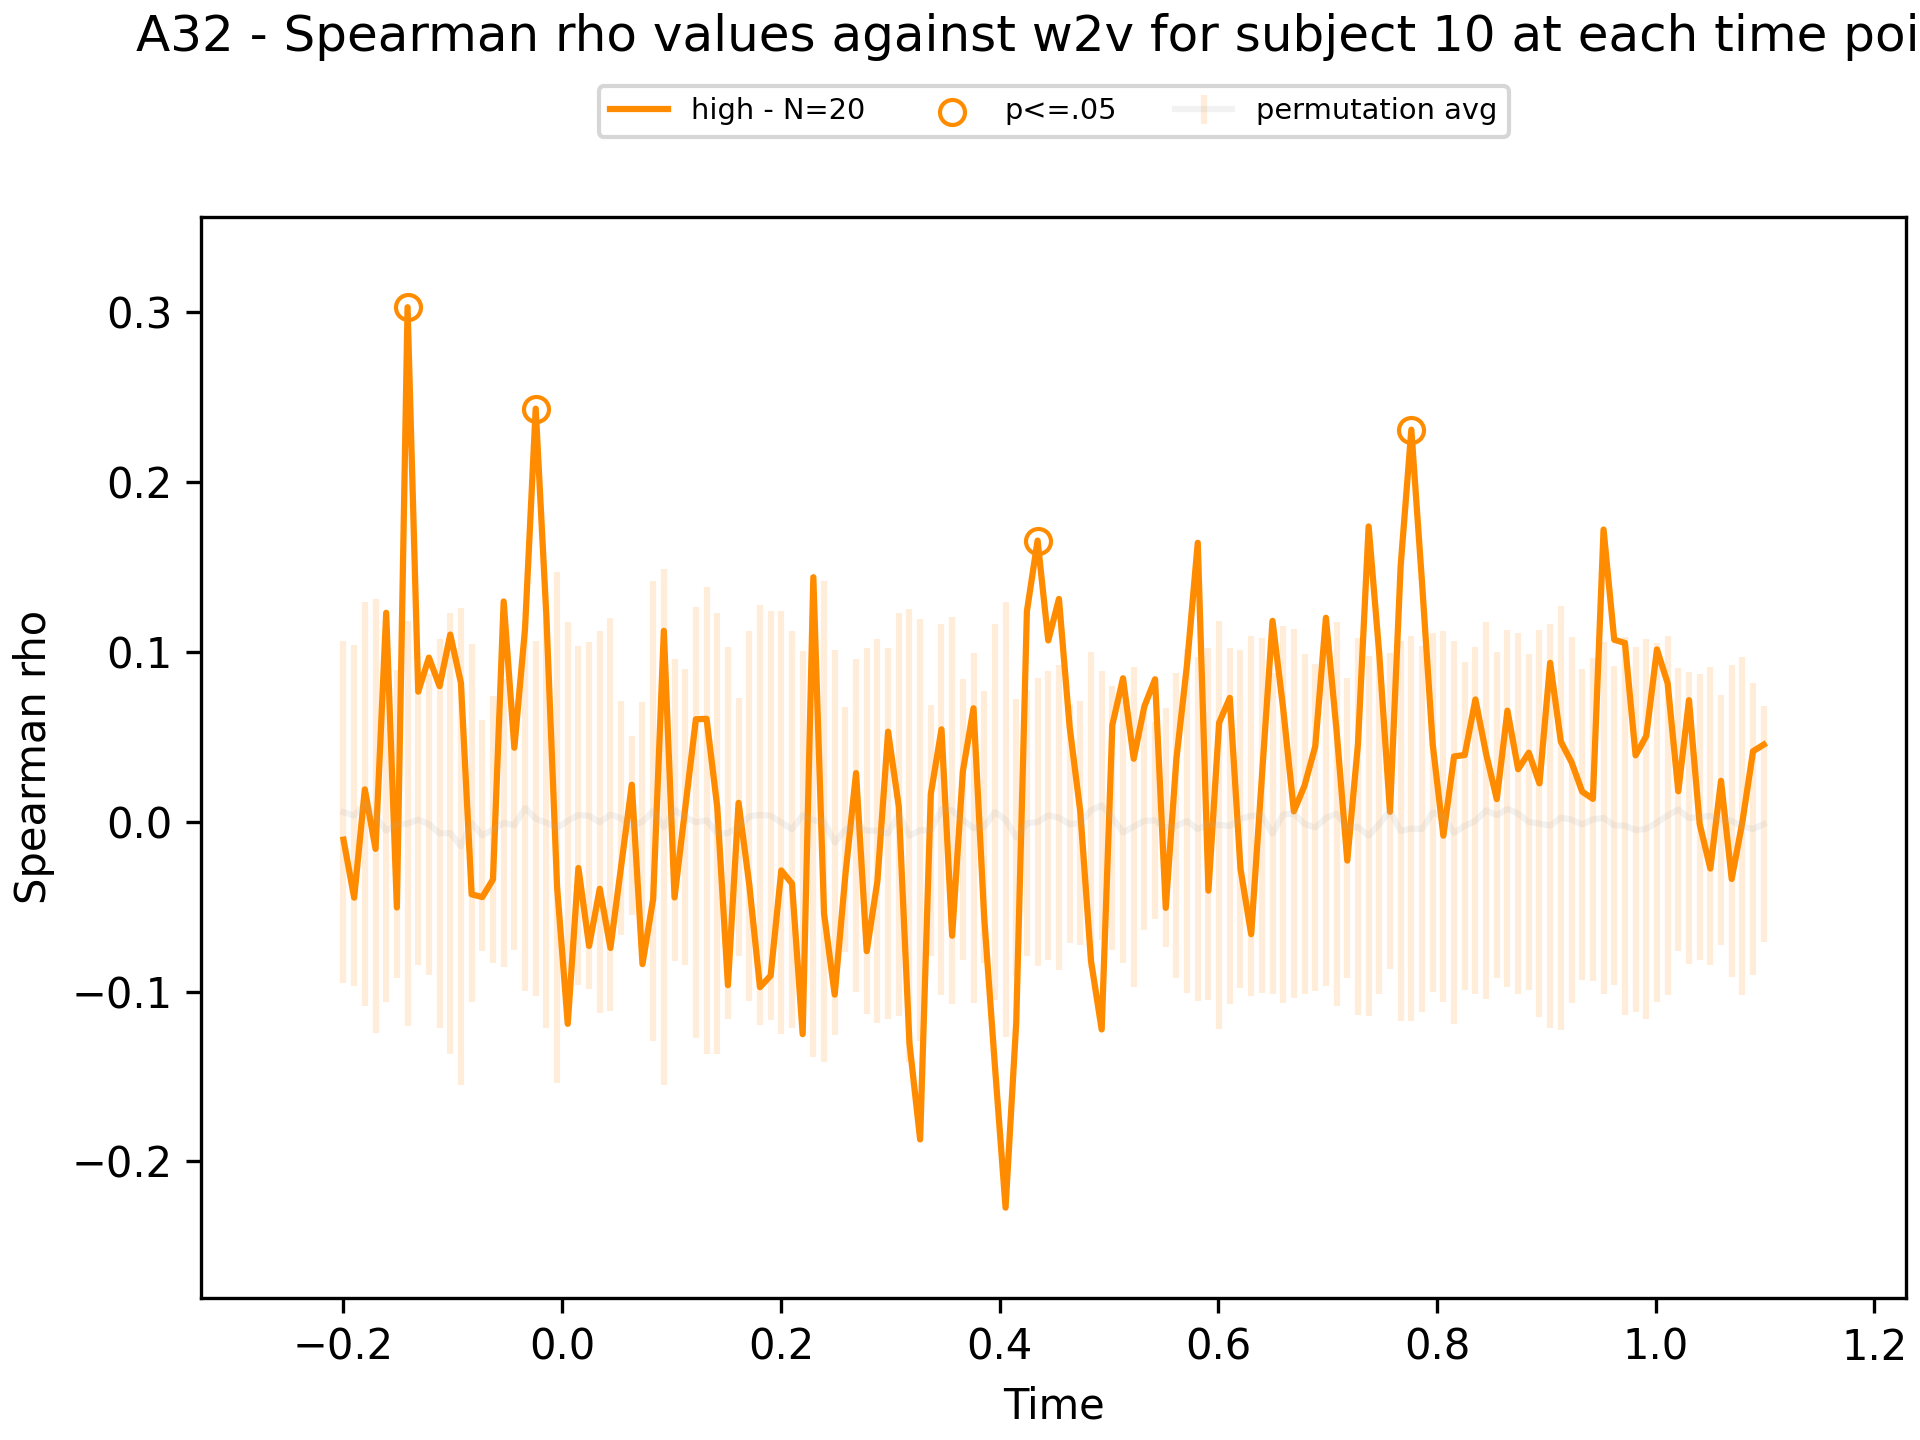 A32 - Spearman rho values against w2v for subject 10 at each time poi
high - N=20 p<=.05 permutation avg
0.3
0.2
0.1
0.0
−0.1
−0.2
Spearman rho
−0.2 0.0 0.2 0.4 0.6 0.8 1.0 1.2
Time